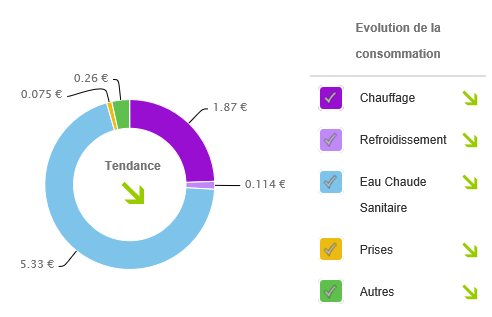 Evolution de la
consommation
0.26 €
0.075 €
1.87 €
Chauffage
Tendance
Refroidissement
0.114 €
Eau Chaude
Sanitaire
5.33 €
Prises
Autres